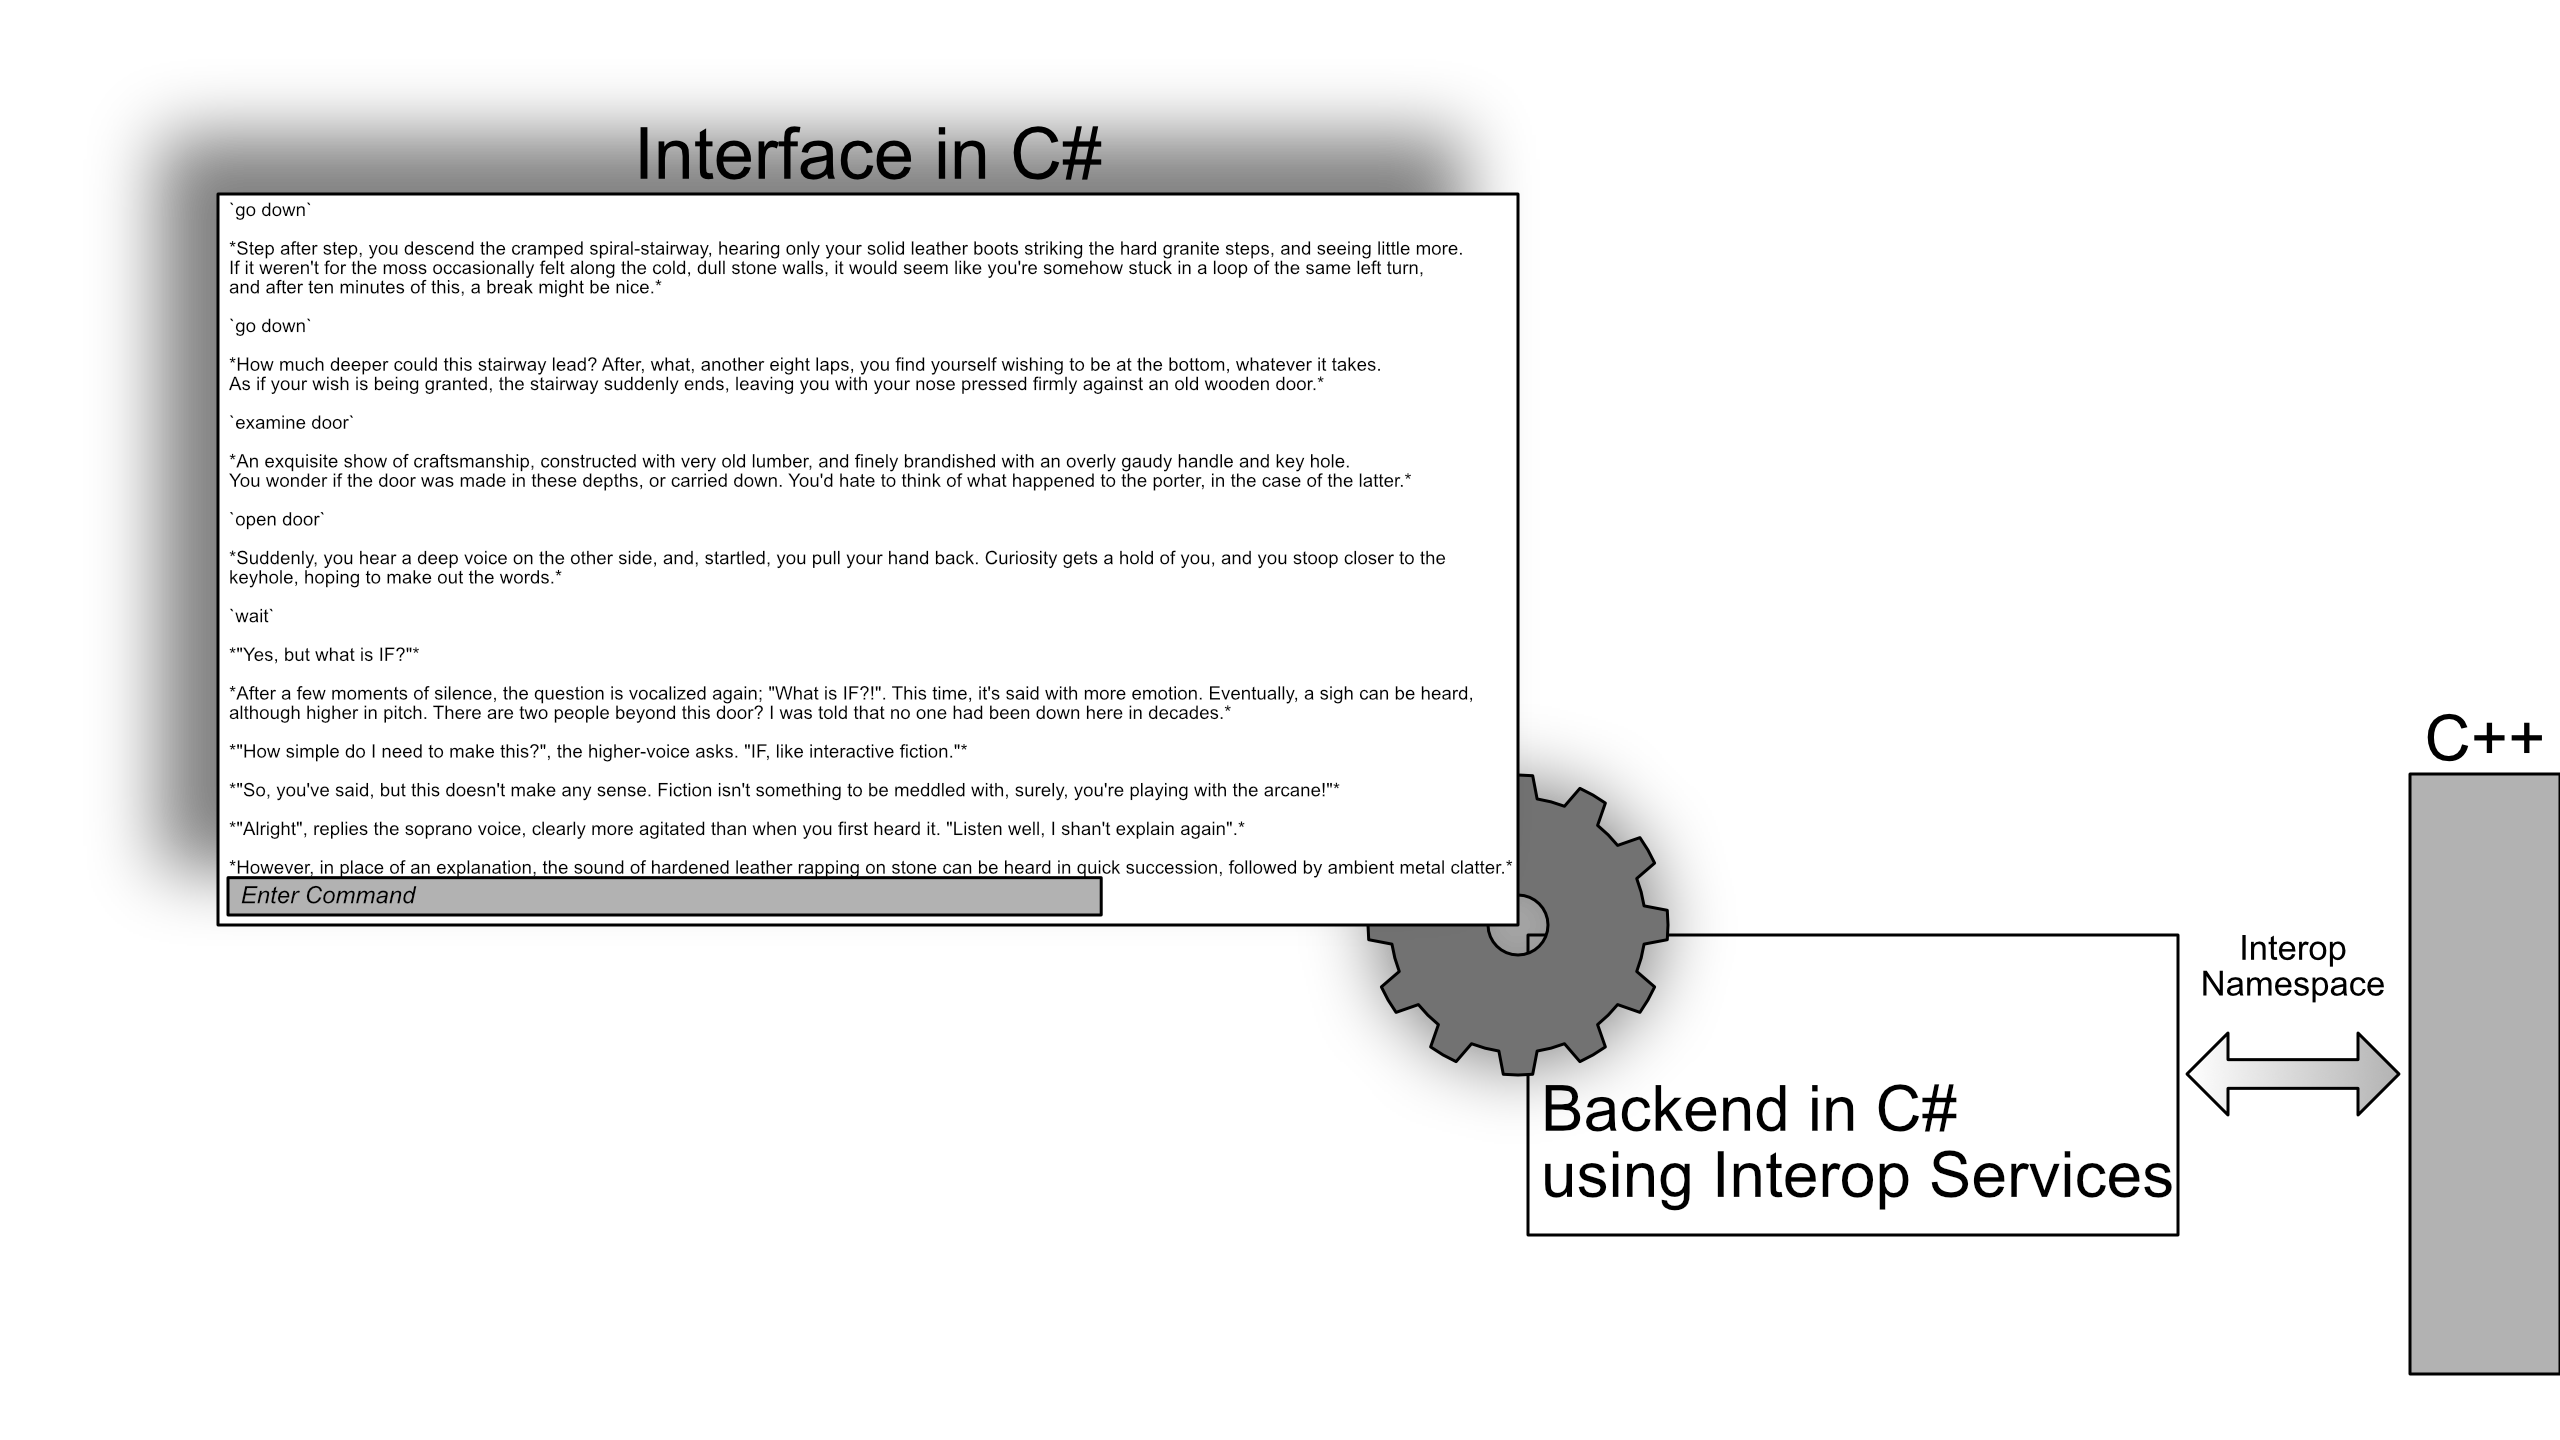 Interface in C#
`go down`
*Step after step, you descend the cramped spiral-stairway, hearing only your solid leather boots striking the hard granite steps, and seeing little more.
If it weren't for the moss occasionally felt along the cold, dull stone walls, it would seem like you're somehow stuck in a loop of the same left turn,
and after ten minutes of this, a break might be nice.*
`go down`
*How much deeper could this stairway lead? After, what, another eight laps, you find yourself wishing to be at the bottom, whatever it takes.
As if your wish is being granted, the stairway suddenly ends, leaving you with your nose pressed firmly against an old wooden door.*
`examine door`
*An exquisite show of craftsmanship, constructed with very old lumber, and finely brandished with an overly gaudy handle and key hole.
You wonder if the door was made in these depths, or carried down. You'd hate to think of what happened to the porter, in the case of the latter.*
`open door`
*Suddenly, you hear a deep voice on the other side, and, startled, you pull your hand back. Curiosity gets a hold of you, and you stoop closer to the
keyhole, hoping to make out the words.*
`wait`
*"Yes, but what is IF?"*
*After a few moments of silence, the question is vocalized again; "What is IF?!". This time, it's said with more emotion. Eventually, a sigh can be heard,
although higher in pitch. There are two people beyond this door? I was told that no one had been down here in decades.*
*"How simple do I need to make this?", the higher-voice asks. "IF, like interactive fiction."*
*"So, you've said, but this doesn't make any sense. Fiction isn't something to be meddled with, surely, you're playing with the arcane!"*
*"Alright", replies the soprano voice, clearly more agitated than when you first heard it. "Listen well, I shan't explain again".*
*However, in place of an explanation, the sound of hardened leather rapping on stone can be heard in quick succession, followed by ambient metal clatter.*
Enter Command
Backend in C#
using Interop Services
Interop
Namespace
C++